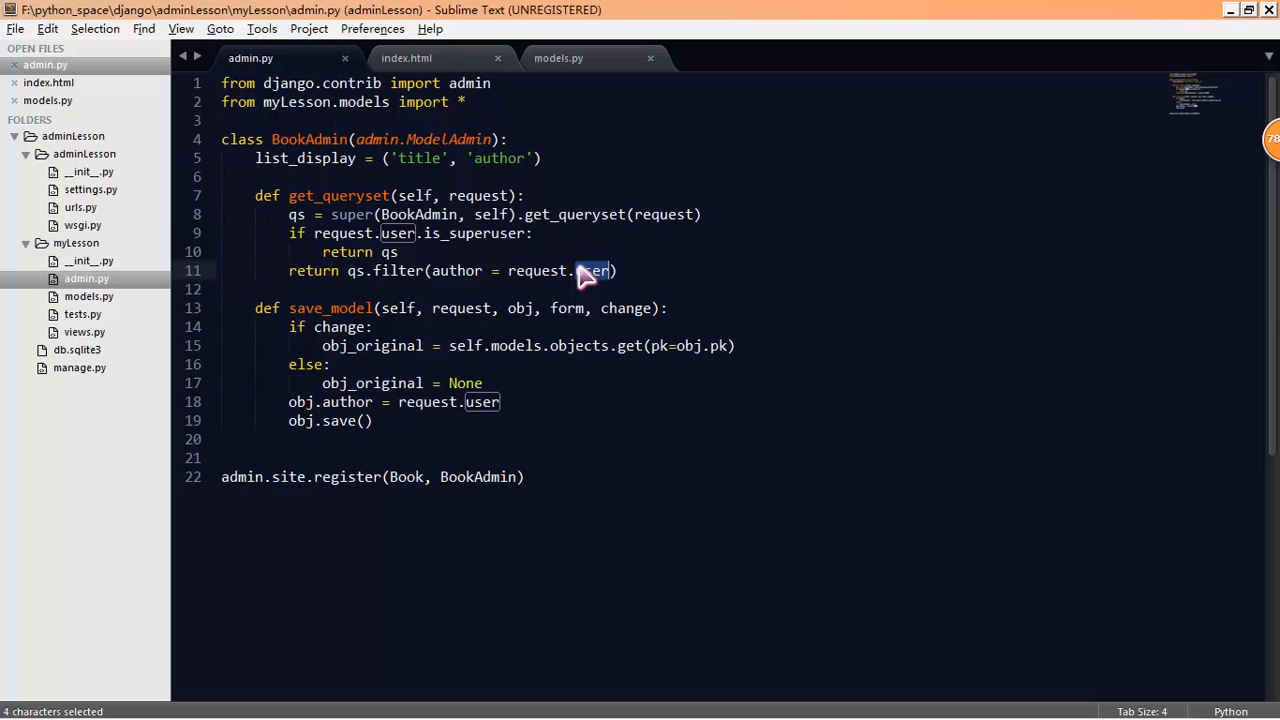 F:\python_space\django\adminLesson\myLesson\admin.py (adminLesson) - Sublime Text (UNREGISTERED)
File Edit Selection Find View Goto Tools Project Preferences Help
OPEN FILES
admin.py
index.html
models.py
FOLDERS
adminLesson
adminLesson
__init__.py
settings.py
urls.py
wsgi.py
myLesson
__init__.py
admin.py
models.py
tests.py
views.py
db.sqlite3
manage.py
admin.py index.html models.py
1 from django.contrib import admin
2 from myLesson.models import *
3
4 class BookAdmin(admin.ModelAdmin):
5 list_display = ('title', 'author')
6
7 def get_queryset(self, request):
8 qs = super(BookAdmin, self).get_queryset(request)
9 if request.user.is_superuser:
10 return qs
11 return qs.filter(author = request.user)
12
13 def save_model(self, request, obj, form, change):
14 if change:
15 obj_original = self.models.objects.get(pk=obj.pk)
16 else:
17 obj_original = None
18 obj.author = request.user
19 obj.save()
20
21
22 admin.site.register(Book, BookAdmin)
78
4 characters selected Tab Size: 4 Python